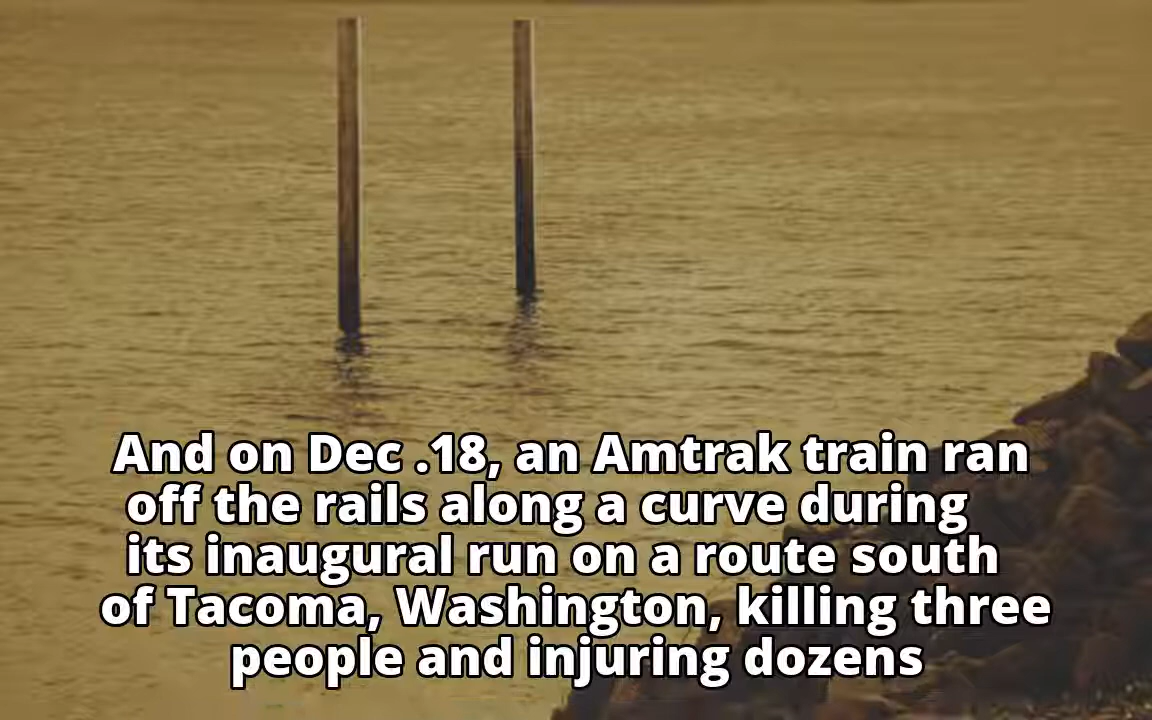 And on Dec .18, an Amtrak train ran
off the rails along a curve during
its inaugural run on a route south
of Tacoma, Washington, killing three
people and injuring dozens